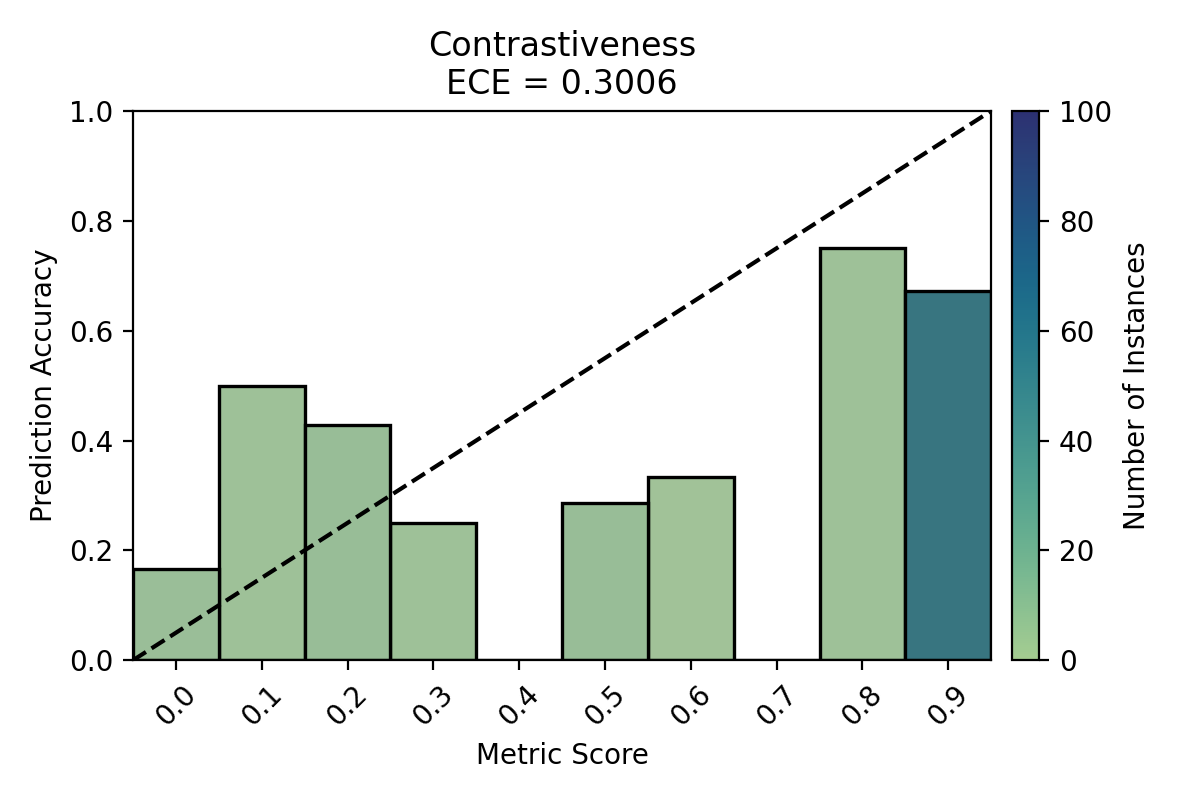 Contrastiveness
ECE = 0.3006
1.0
0.8
0.6
0.4
0.2
0.0
Prediction Accuracy
0.0 0.1 0.2 0.3 0.4 0.5 0.6 0.7 0.8 0.9
Metric Score
100
80
60
40
20
0
Number of Instances